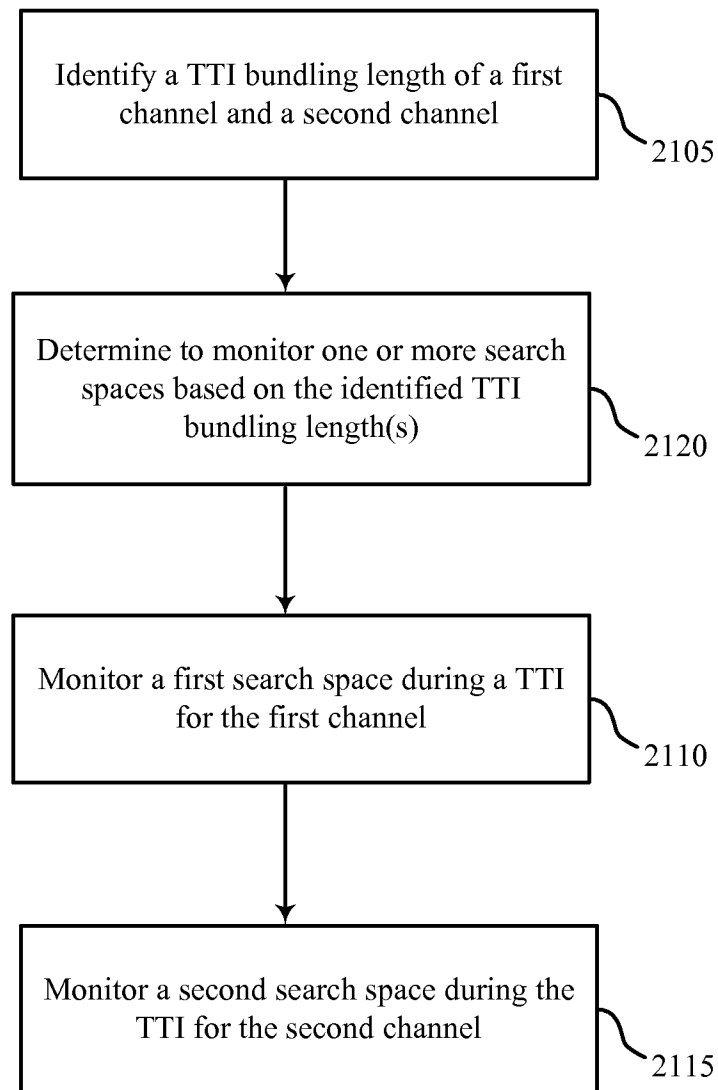 Identify a TTI bundling length of a first
channel and a second channel
2105
Determine to monitor one or more search
spaces based on the identified TTI
bundling length(s)
2120
Monitor a first search space during a TTI
for the first channel
2110
Monitor a second search space during the
TTI for the second channel
2115